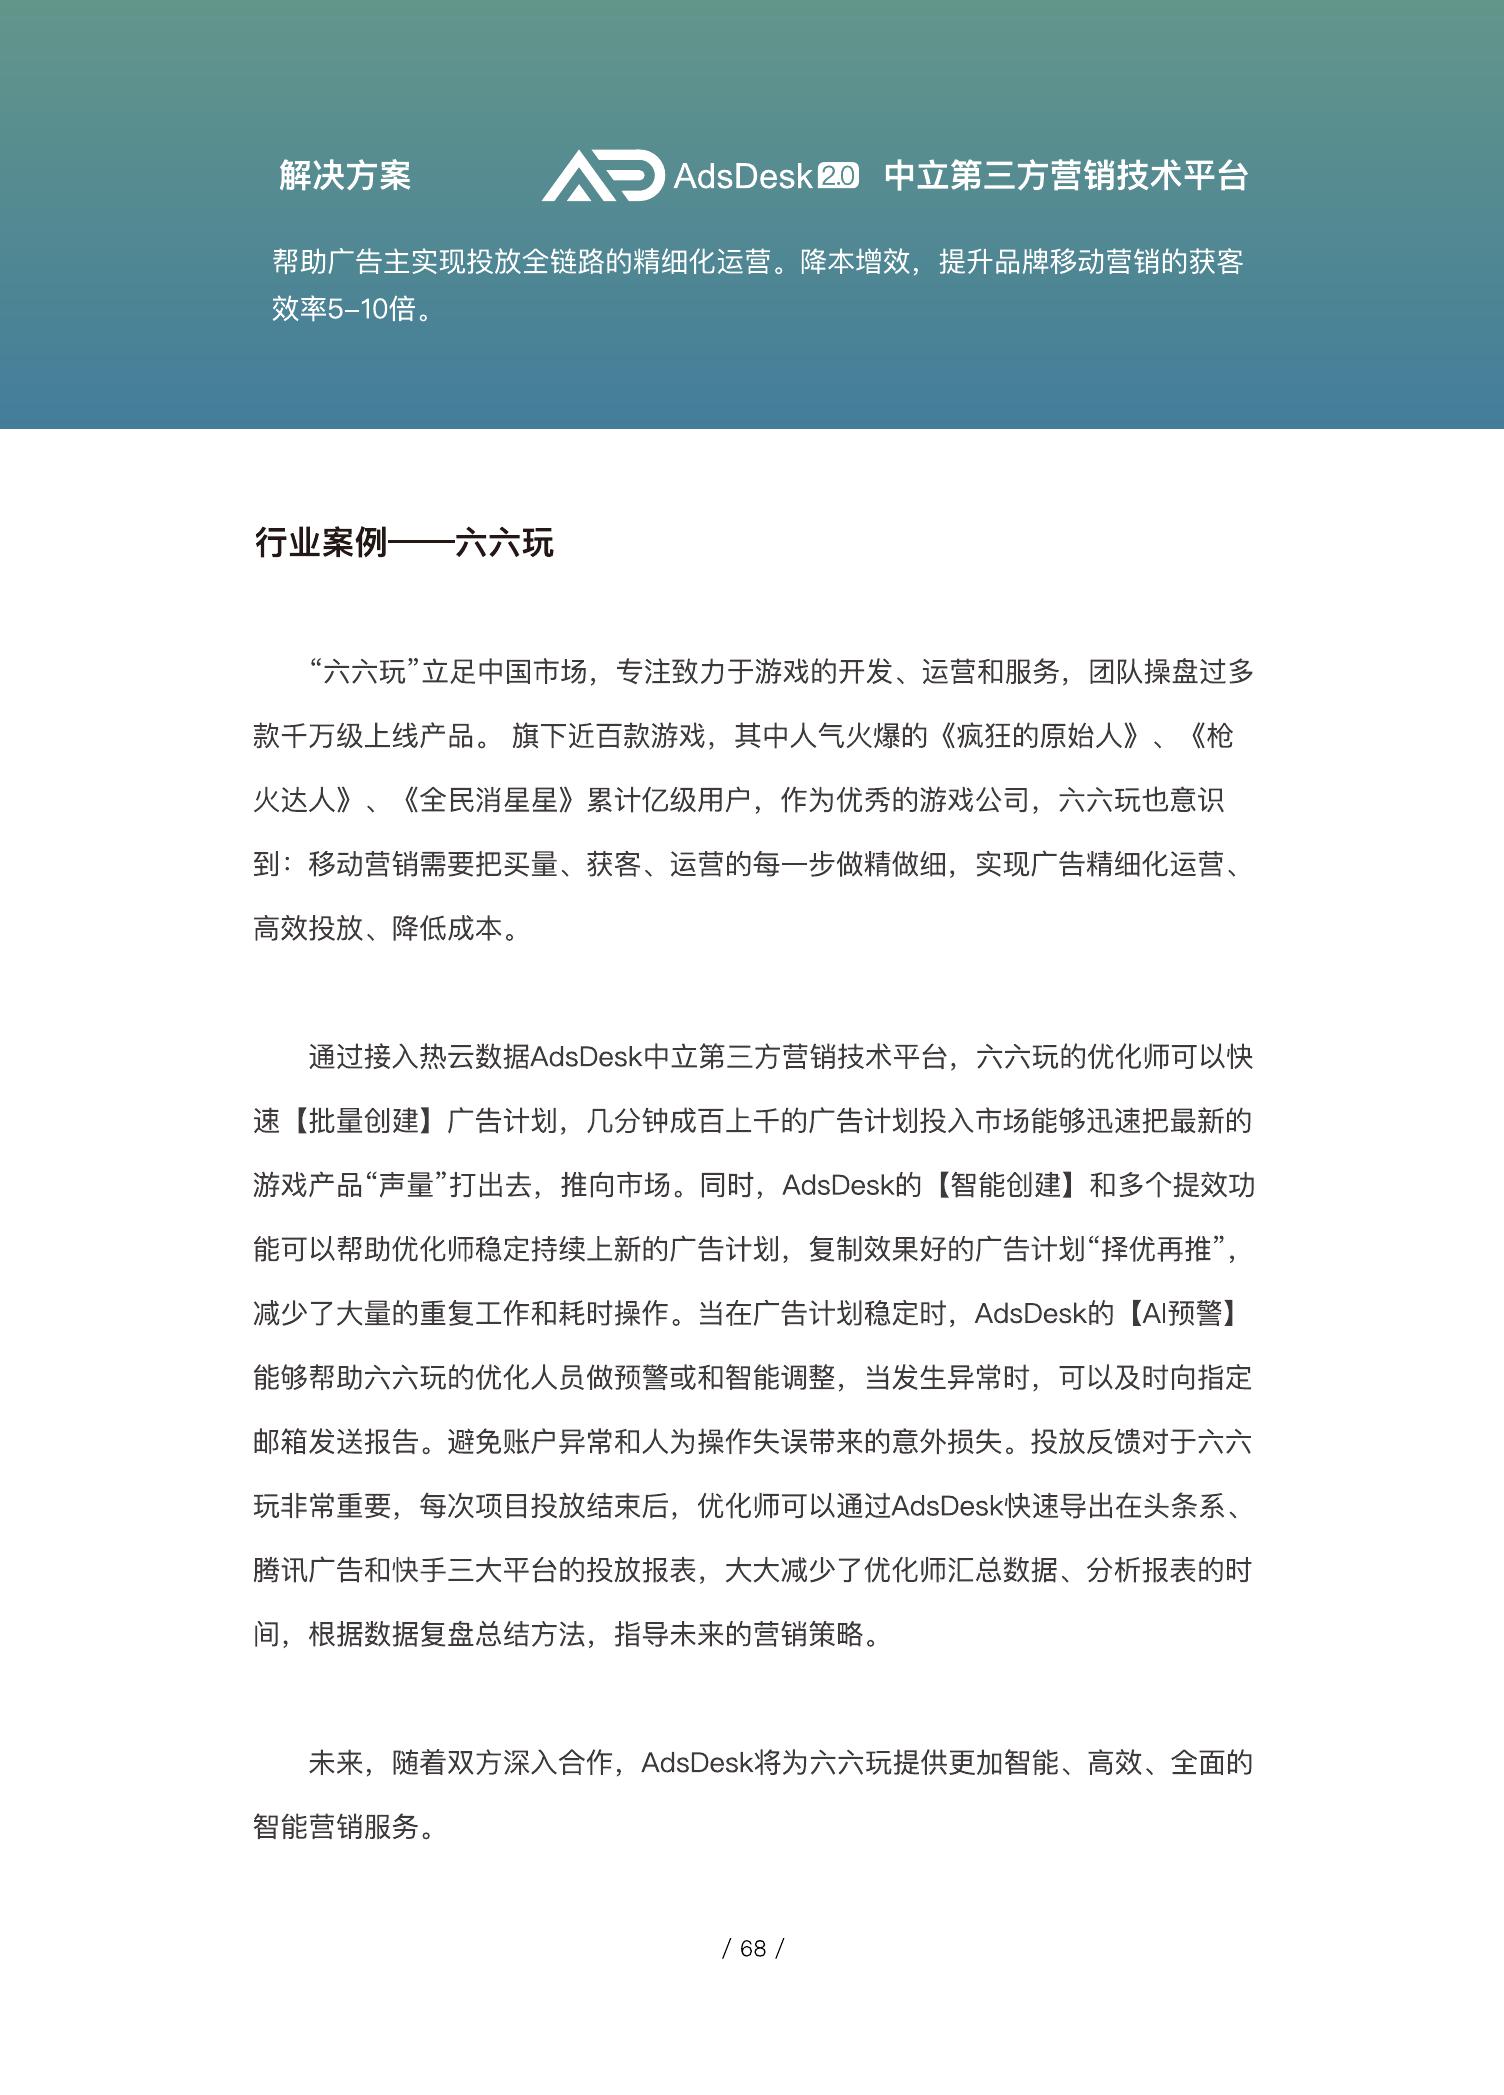 解决方案 AdsDesk 2.0 中立第三方营销技术平台
帮助广告主实现投放全链路的精细化运营。降本增效，提升品牌移动营销的获客
效率5–10倍。
行业案例——六六玩
“六六玩”立足中国市场，专注致力于游戏的开发、运营和服务，团队操盘过多
款千万级上线产品。 旗下近百款游戏，其中人气火爆的《疯狂的原始人》、《枪
火达人》、《全民消星星》累计亿级用户，作为优秀的游戏公司，六六玩也意识
到：移动营销需要把买量、获客、运营的每一步做精做细，实现广告精细化运营、
高效投放、降低成本。
通过接入热云数据AdsDesk中立第三方营销技术平台，六六玩的优化师可以快
速【批量创建】广告计划，几分钟成百上千的广告计划投入市场能够迅速把最新的
游戏产品“声量”打出去，推向市场。同时，AdsDesk的【智能创建】和多个提效功
能可以帮助优化师稳定持续上新的广告计划，复制效果好的广告计划“择优再推”，
减少了大量的重复工作和耗时操作。当在广告计划稳定时，AdsDesk的【AI预警】
能够帮助六六玩的优化人员做预警或和智能调整，当发生异常时，可以及时向指定
邮箱发送报告。避免账户异常和人为操作失误带来的意外损失。投放反馈对于六六
玩非常重要，每次项目投放结束后，优化师可以通过AdsDesk快速导出在头条系、
腾讯广告和快手三大平台的投放报表，大大减少了优化师汇总数据、分析报表的时
间，根据数据复盘总结方法，指导未来的营销策略。
未来，随着双方深入合作，AdsDesk将为六六玩提供更加智能、高效、全面的
智能营销服务。
/ 68 /